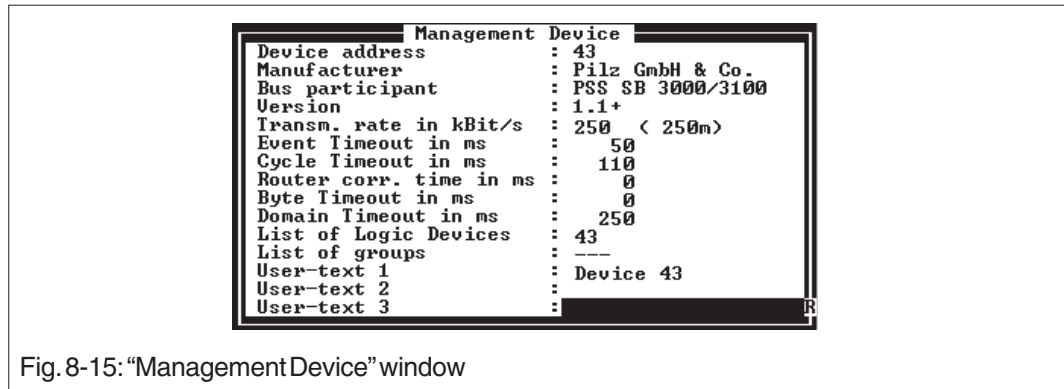 Management Device
Device address : 43
Manufacturer : Pilz GmbH & Co.
Bus participant : PSS SB 3000/3100
Version : 1.1+
Transm. rate in kBit/s : 250 ( 250m)
Event Timeout in ms : 50
Cycle Timeout in ms : 110
Router corr. time in ms : 0
Byte Timeout in ms : 0
Domain Timeout in ms : 250
List of Logic Devices : 43
List of groups : ---
User-text 1 : Device 43
User-text 2 :
User-text 3 : R
Fig. 8-15: "Management Device" window